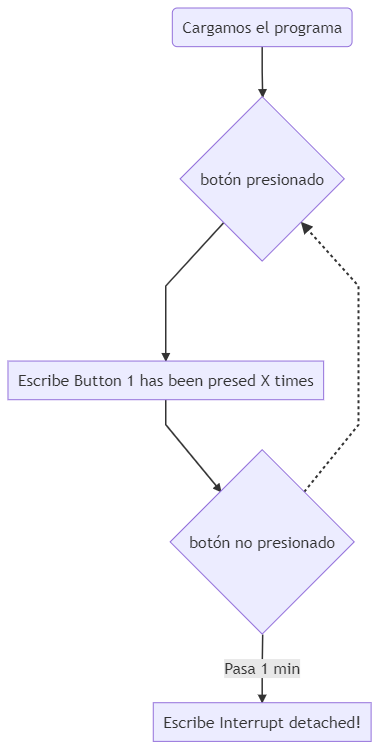 Cargamos el programa
botón presionado
Escribe Button 1 has been presed X times
botón no presionado
Pasa 1 min
Escribe Interrupt detached!